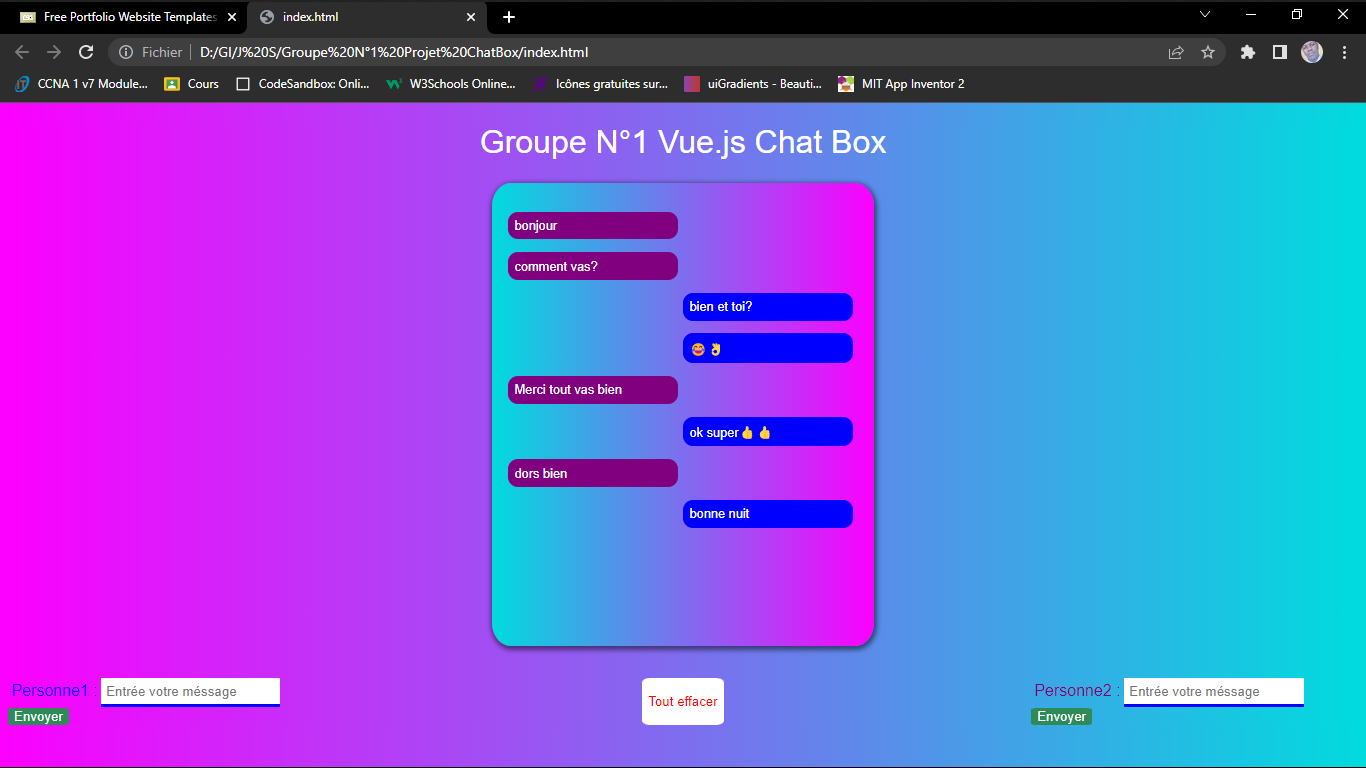 Free Portfolio Website Templates
index.html
Fichier | D:/GI/J%20S/Groupe%20N°1%20Projet%20ChatBox/index.html
CCNA 1 v7 Module... Cours CodeSandbox: Onli... W3Schools Online... Icônes gratuites sur... uiGradients - Beauti... MIT App Inventor 2
Groupe N°1 Vue.js Chat Box
bonjour
comment vas?
bien et toi?
😊👌
Merci tout vas bien
ok super👍👍
dors bien
bonne nuit
Personne1 : Entrée votre méssage
Envoyer
Tout effacer
Personne2 : Entrée votre méssage
Envoyer